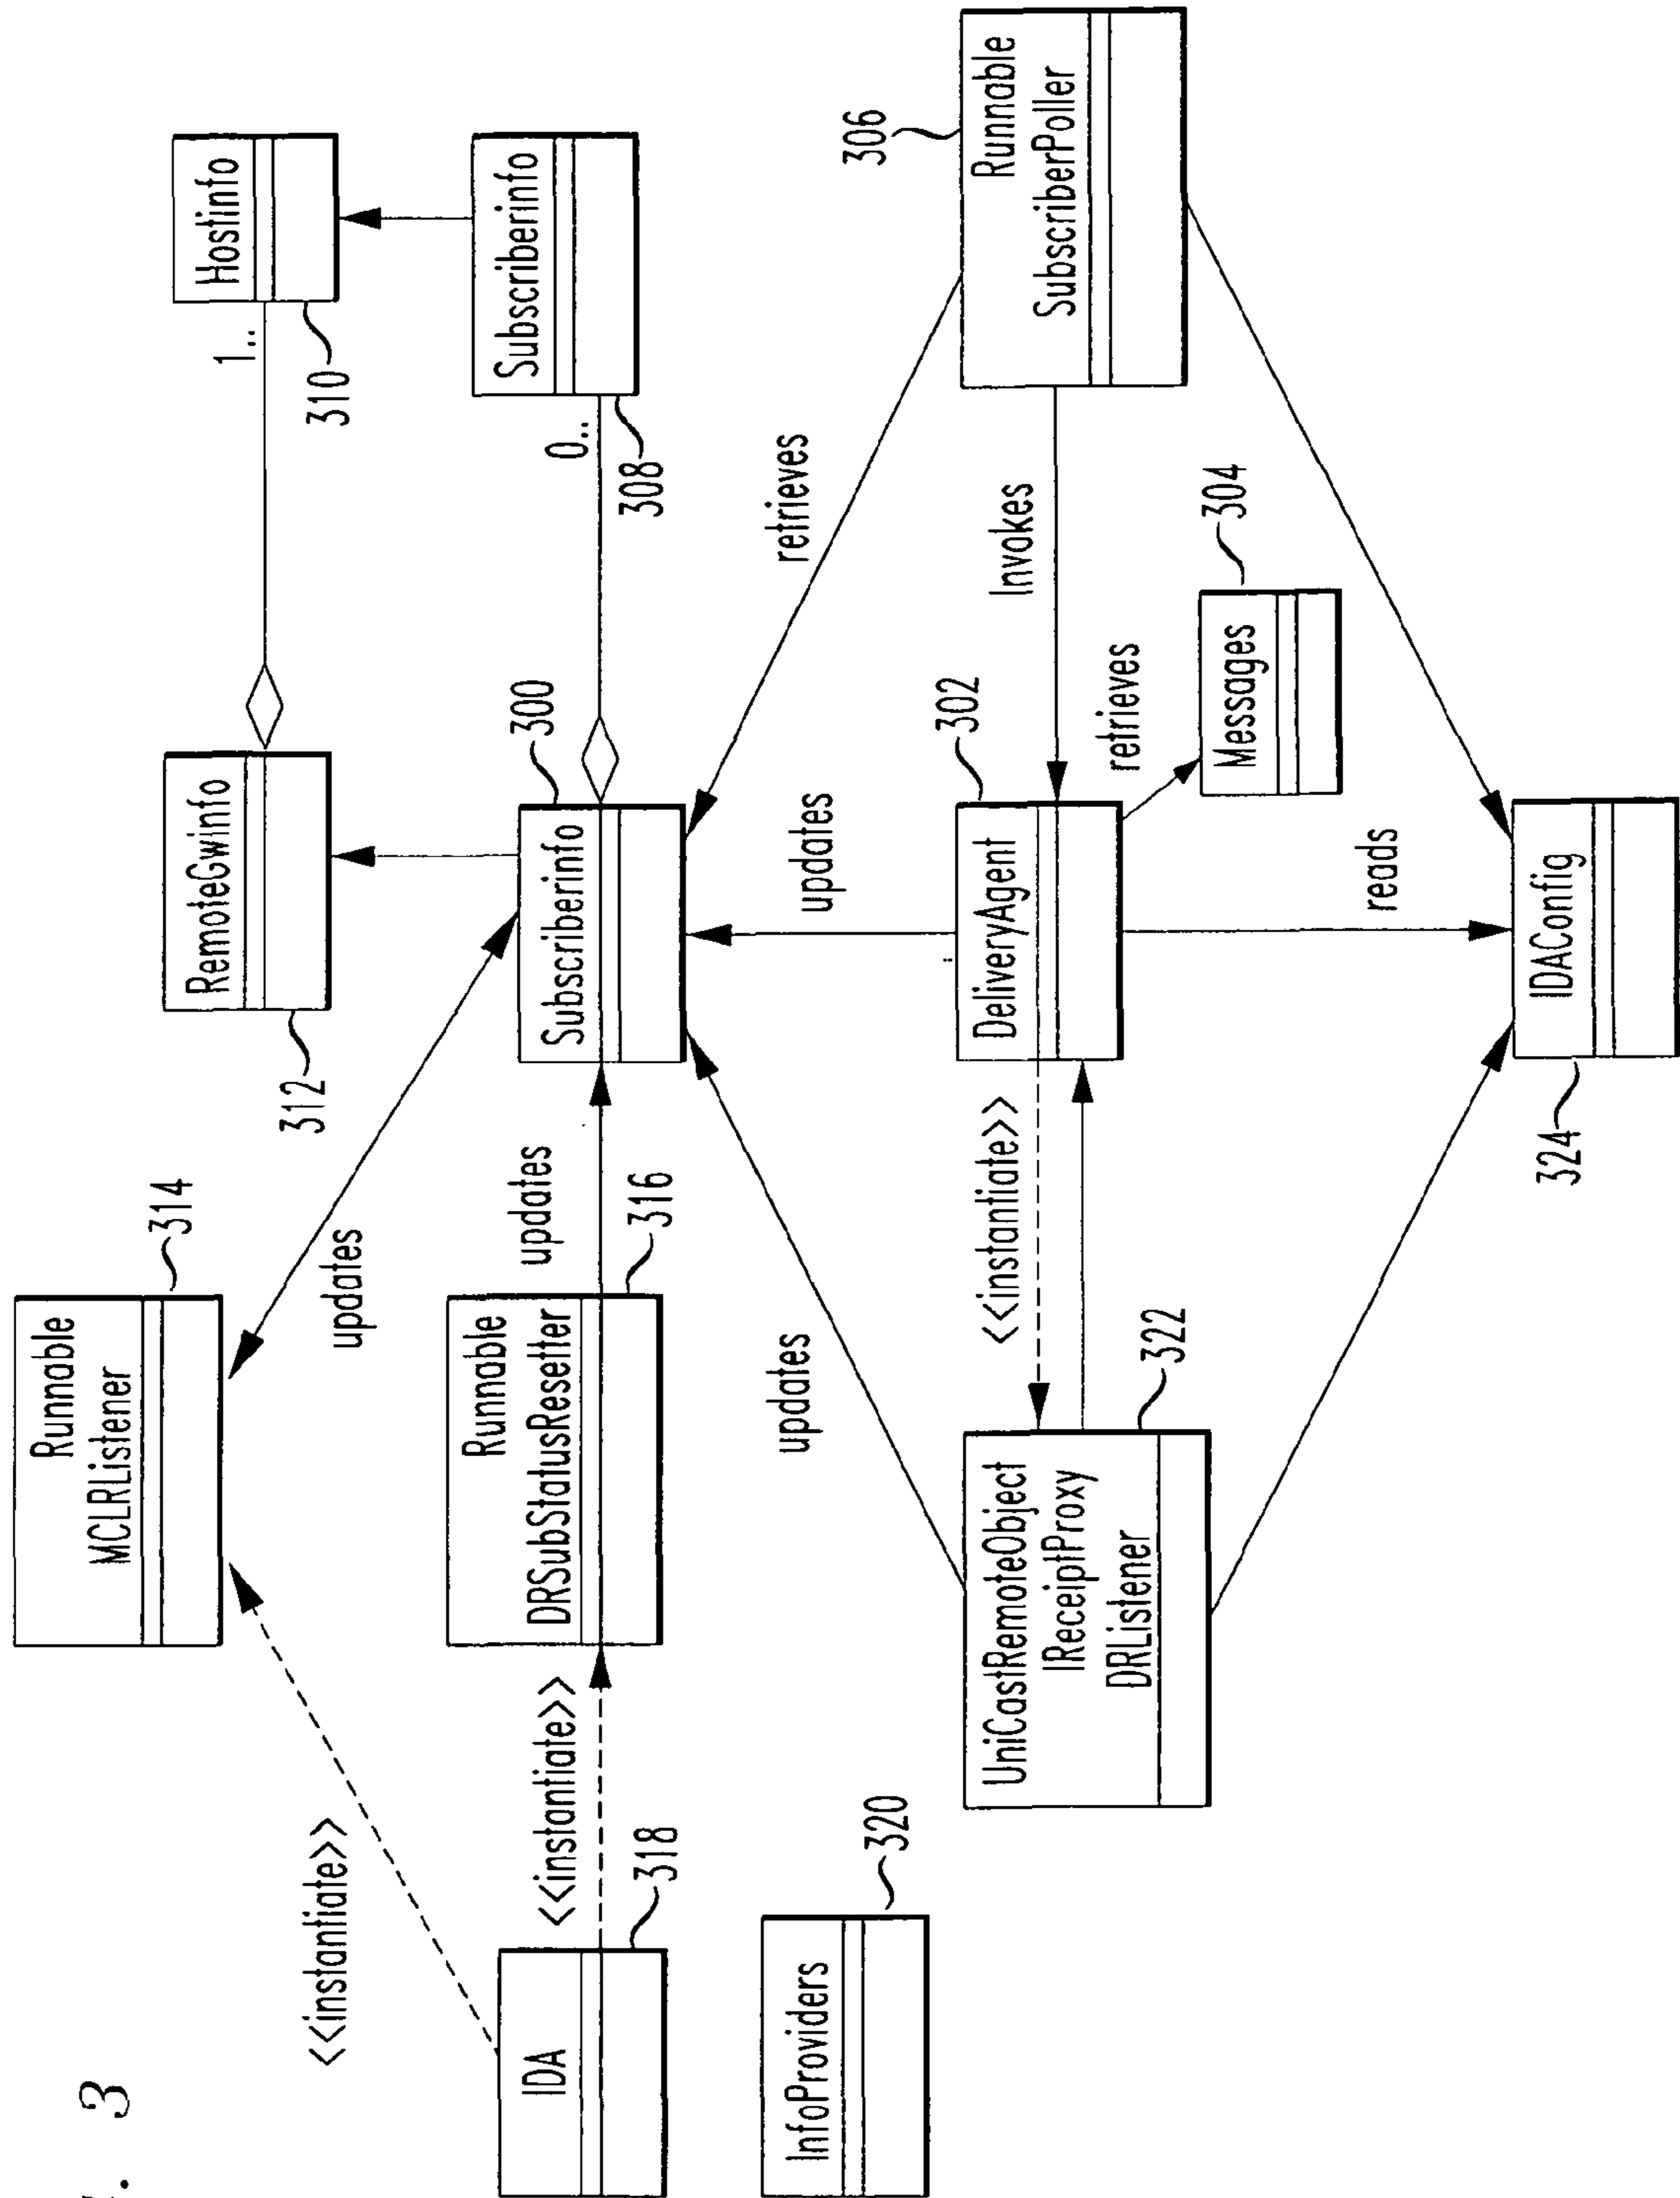 . 3
Runnable
MCLRListener
314
<<instantiate>>
updates
RemoteGwinfo
312
1..
Hostinfo
310
IDA
318
<<instantiate>>
Runnable
DRSubStatusResetter
316
updates
Subscriberinfo
300
0..
Subscriberinfo
308
InfoProviders
320
updates
updates
retrieves
UniCastRemoteObject
IReceiptProxy
DRListener
322
<<instantiate>>
DeliveryAgent
302
Invokes
Runnable
SubscriberPoller
306
retrieves
Messages
304
reads
IDAConfig
324